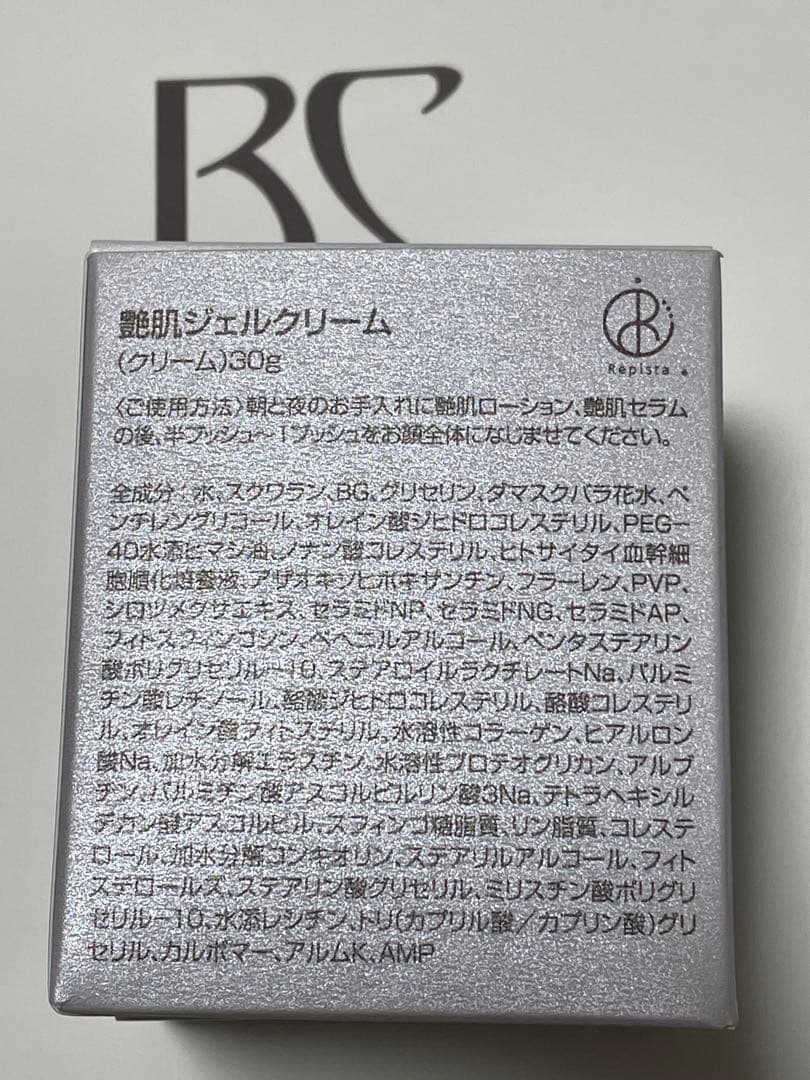 RC
艶肌ジェルクリーム
(クリーム)30g
Repista
〈ご使用方法〉朝と夜のお手入れに艶肌ローション、艶肌セラム
の後、半プッシュ〜1プッシュをお顔全体になじませてください。
全成分:水、スクワラン、BG、グリセリン、ダマスクバラ花水、ペ
ンチレングリコール、オレイン酸ジヒドロコレステリル、PEG-
40水添ヒマシ油、ノナン酸コレステリル、ヒトサイタイ血幹細
胞順化培養液、アザオキソヒポキサンチン、フラーレン、PVP、
シロツメクサエキス、セラミドNP、セラミドNG、セラミドAP、
フィトスフィンゴシン、ベヘニルアルコール、ペンタステアリン
酸ポリグリセリル-10、ステアロイルラクチレートNa、パルミ
チン酸レチノール、酪酸ジヒドロコレステリル、酪酸コレステリ
ル、オレイン酸フィトステリル、水溶性コラーゲン、ヒアルロン
酸Na、加水分解エラスチン、水溶性プロテオグリカン、アルブ
チン、パルミチン酸アスコルビルリン酸3Na、テトラヘキシル
デカン酸アスコルビル、スフィンゴ糖脂質、リン脂質、コレステ
ロール、加水分解コンキオリン、ステアリルアルコール、フィト
ステロールズ、ステアリン酸グリセリル、ミリスチン酸ポリグリ
セリル-10、水添レシチン、トリ(カプリル酸/カプリン酸)グリ
セリル、カルボマー、アルムK、AMP